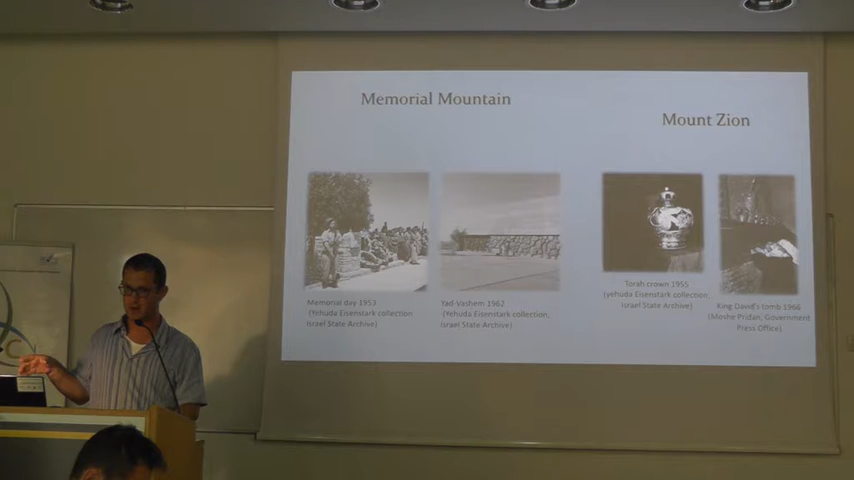 Memorial Mountain
Mount Zion
Memorial day 1953
(Yehuda Eisenstark collection
Israel State Archive)
Yad-Vashem 1962
(Yehuda Eisenstark collection,
Israel State Archive)
Torah crown 1955
(yehuda Eisenstark collection,
Israel State Archive)
King David's tomb 1966
(Moshe Pridan, Government
Press Office)